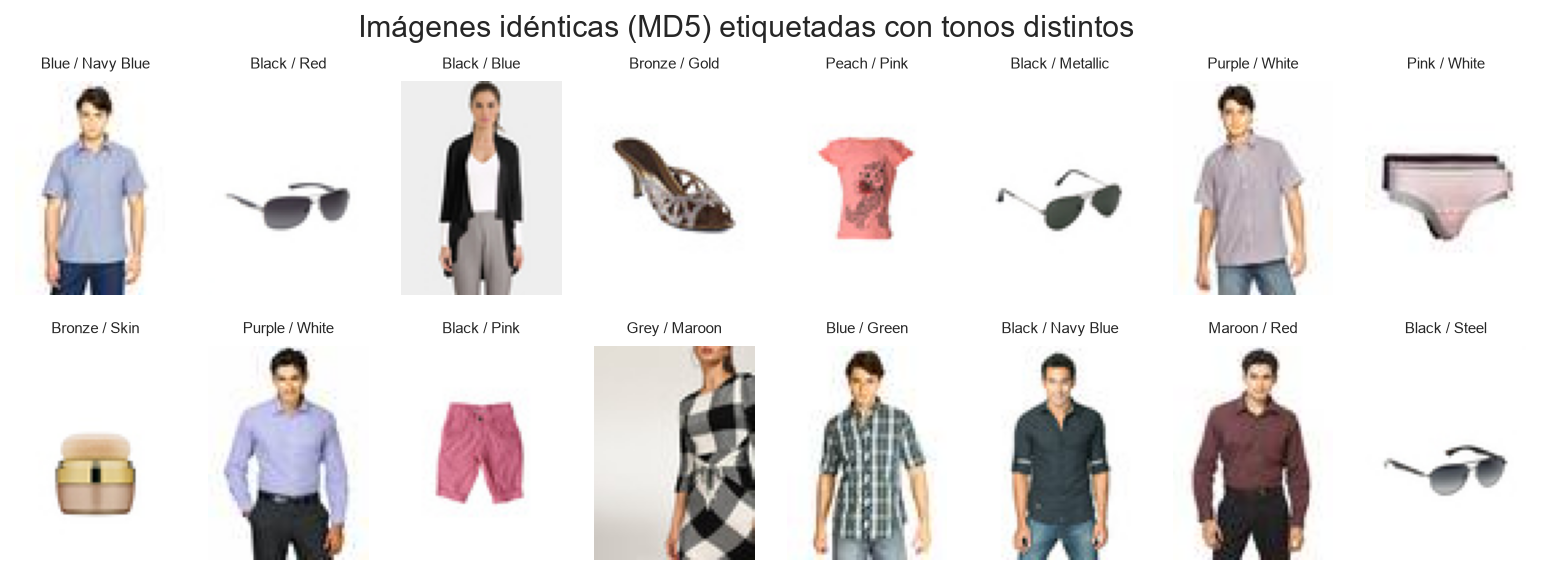 Imágenes idénticas (MD5) etiquetadas con tonos distintos
Blue / Navy Blue
Black / Red
Black / Blue
Bronze / Gold
Peach / Pink
Black / Metallic
Purple / White
Pink / White
Bronze / Skin
Purple / White
Black / Pink
Grey / Maroon
Blue / Green
Black / Navy Blue
Maroon / Red
Black / Steel